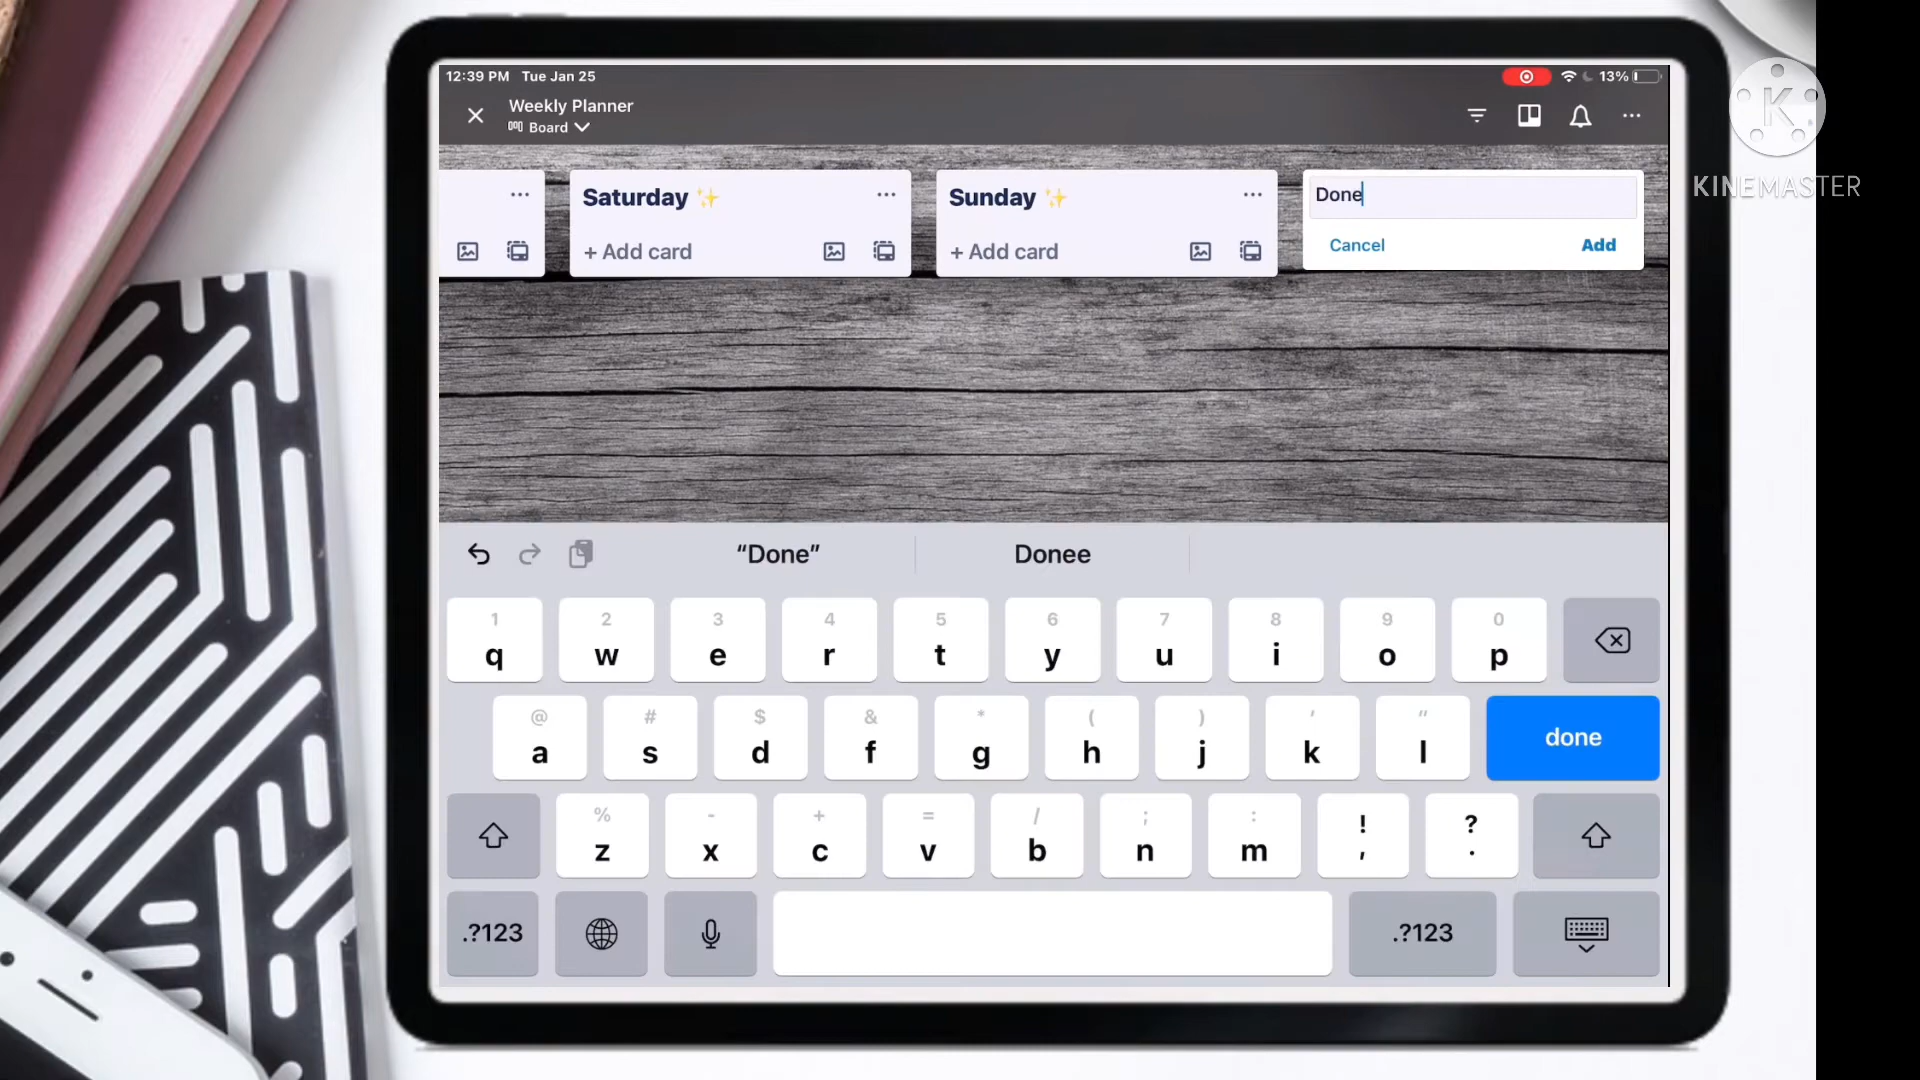 12:39 PM Tue Jan 25
13%
Weekly Planner
Board
Saturday ✨
+ Add card
Sunday ✨
+ Add card
Done
Cancel
Add
KINEMASTER
“Done”
Donee
1 2 3 4 5 6 7 8 9 0
q w e r t y u i o p
@ # $ & * ( ) ' "
a s d f g h j k l
done
% - + = / ; : ! ?
z x c v b n m , .
.?123
.?123